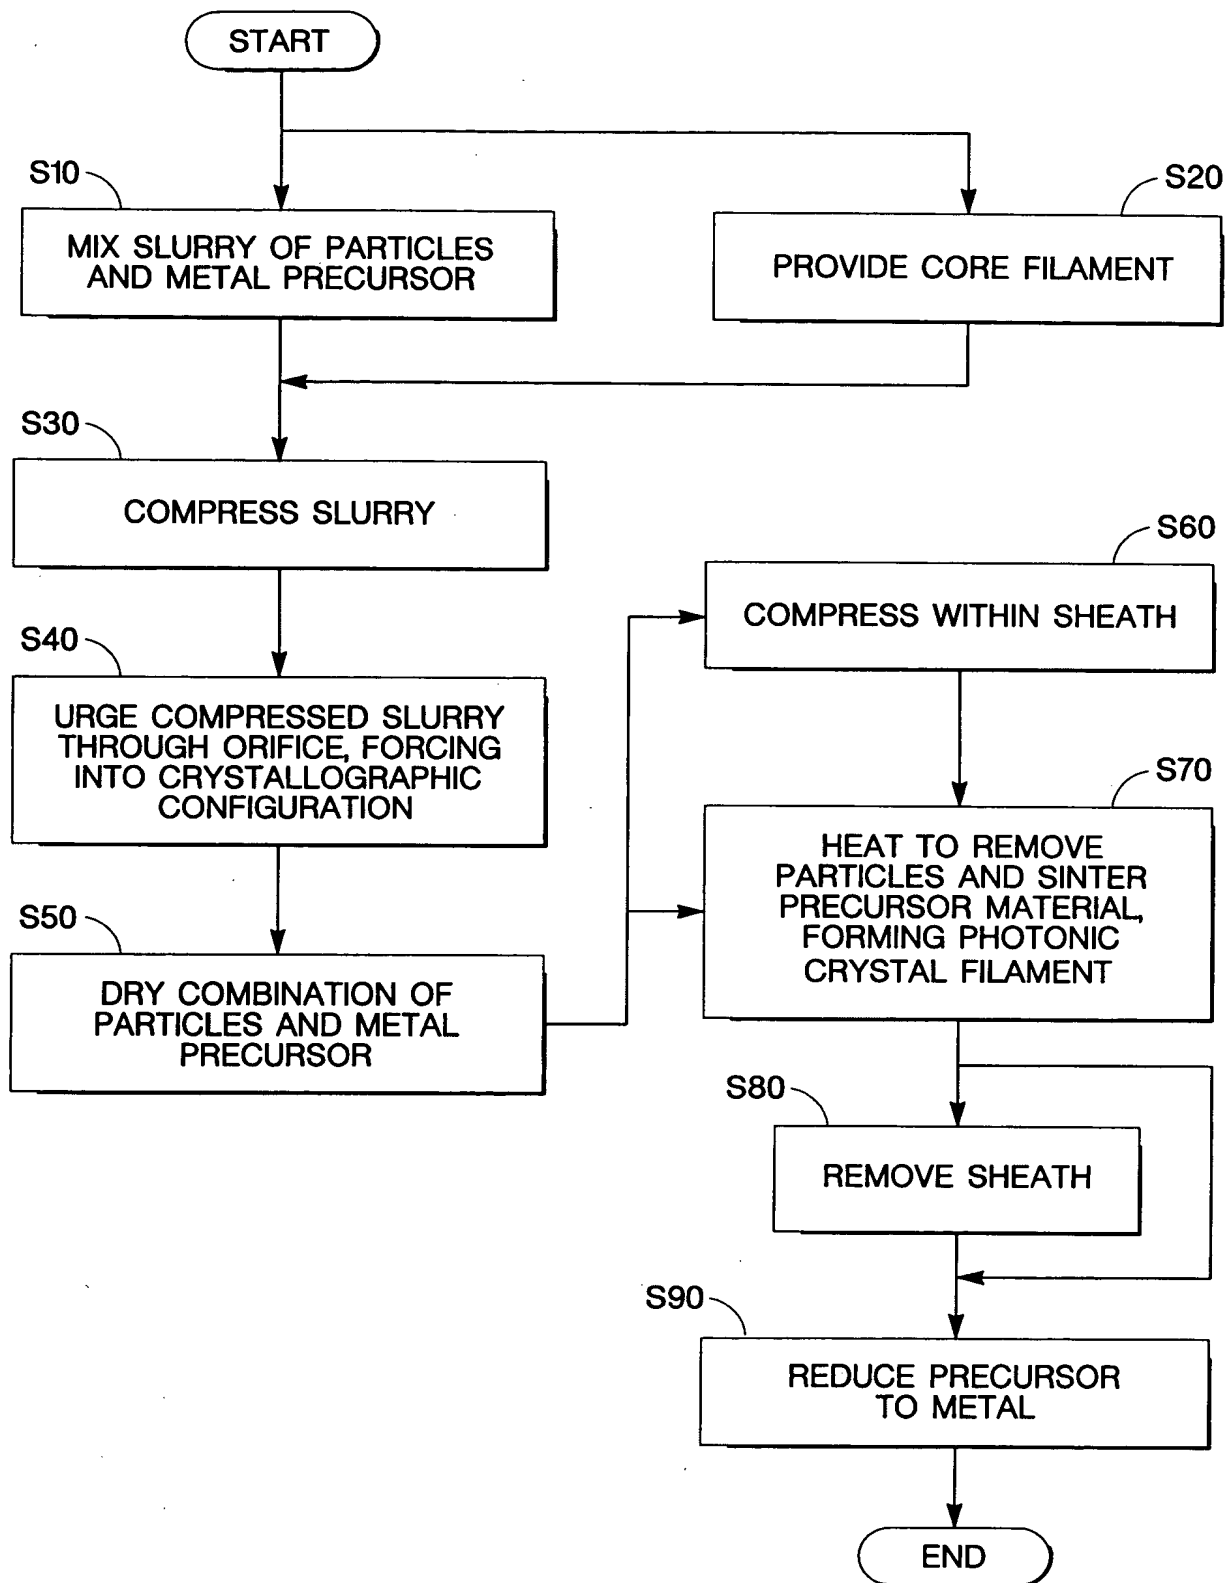 START
S10
MIX SLURRY OF PARTICLES
AND METAL PRECURSOR
S20
PROVIDE CORE FILAMENT
S30
COMPRESS SLURRY
S40
URGE COMPRESSED SLURRY
THROUGH ORIFICE, FORCING
INTO CRYSTALLOGRAPHIC
CONFIGURATION
S50
DRY COMBINATION OF
PARTICLES AND METAL
PRECURSOR
S60
COMPRESS WITHIN SHEATH
S70
HEAT TO REMOVE
PARTICLES AND SINTER
PRECURSOR MATERIAL,
FORMING PHOTONIC
CRYSTAL FILAMENT
S80
REMOVE SHEATH
S90
REDUCE PRECURSOR
TO METAL
END